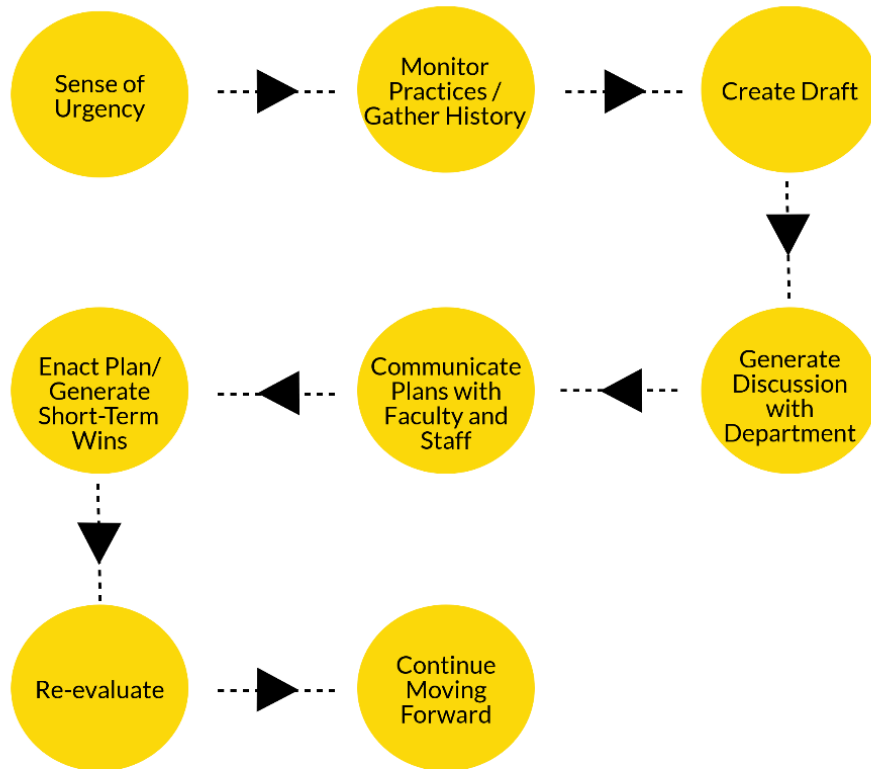 Sense of
Urgency
Monitor
Practices /
Gather History
Create Draft
Generate
Discussion
with
Department
Communicate
Plans with
Faculty and
Staff
Enact Plan/
Generate
Short-Term
Wins
Re-evaluate
Continue
Moving
Forward